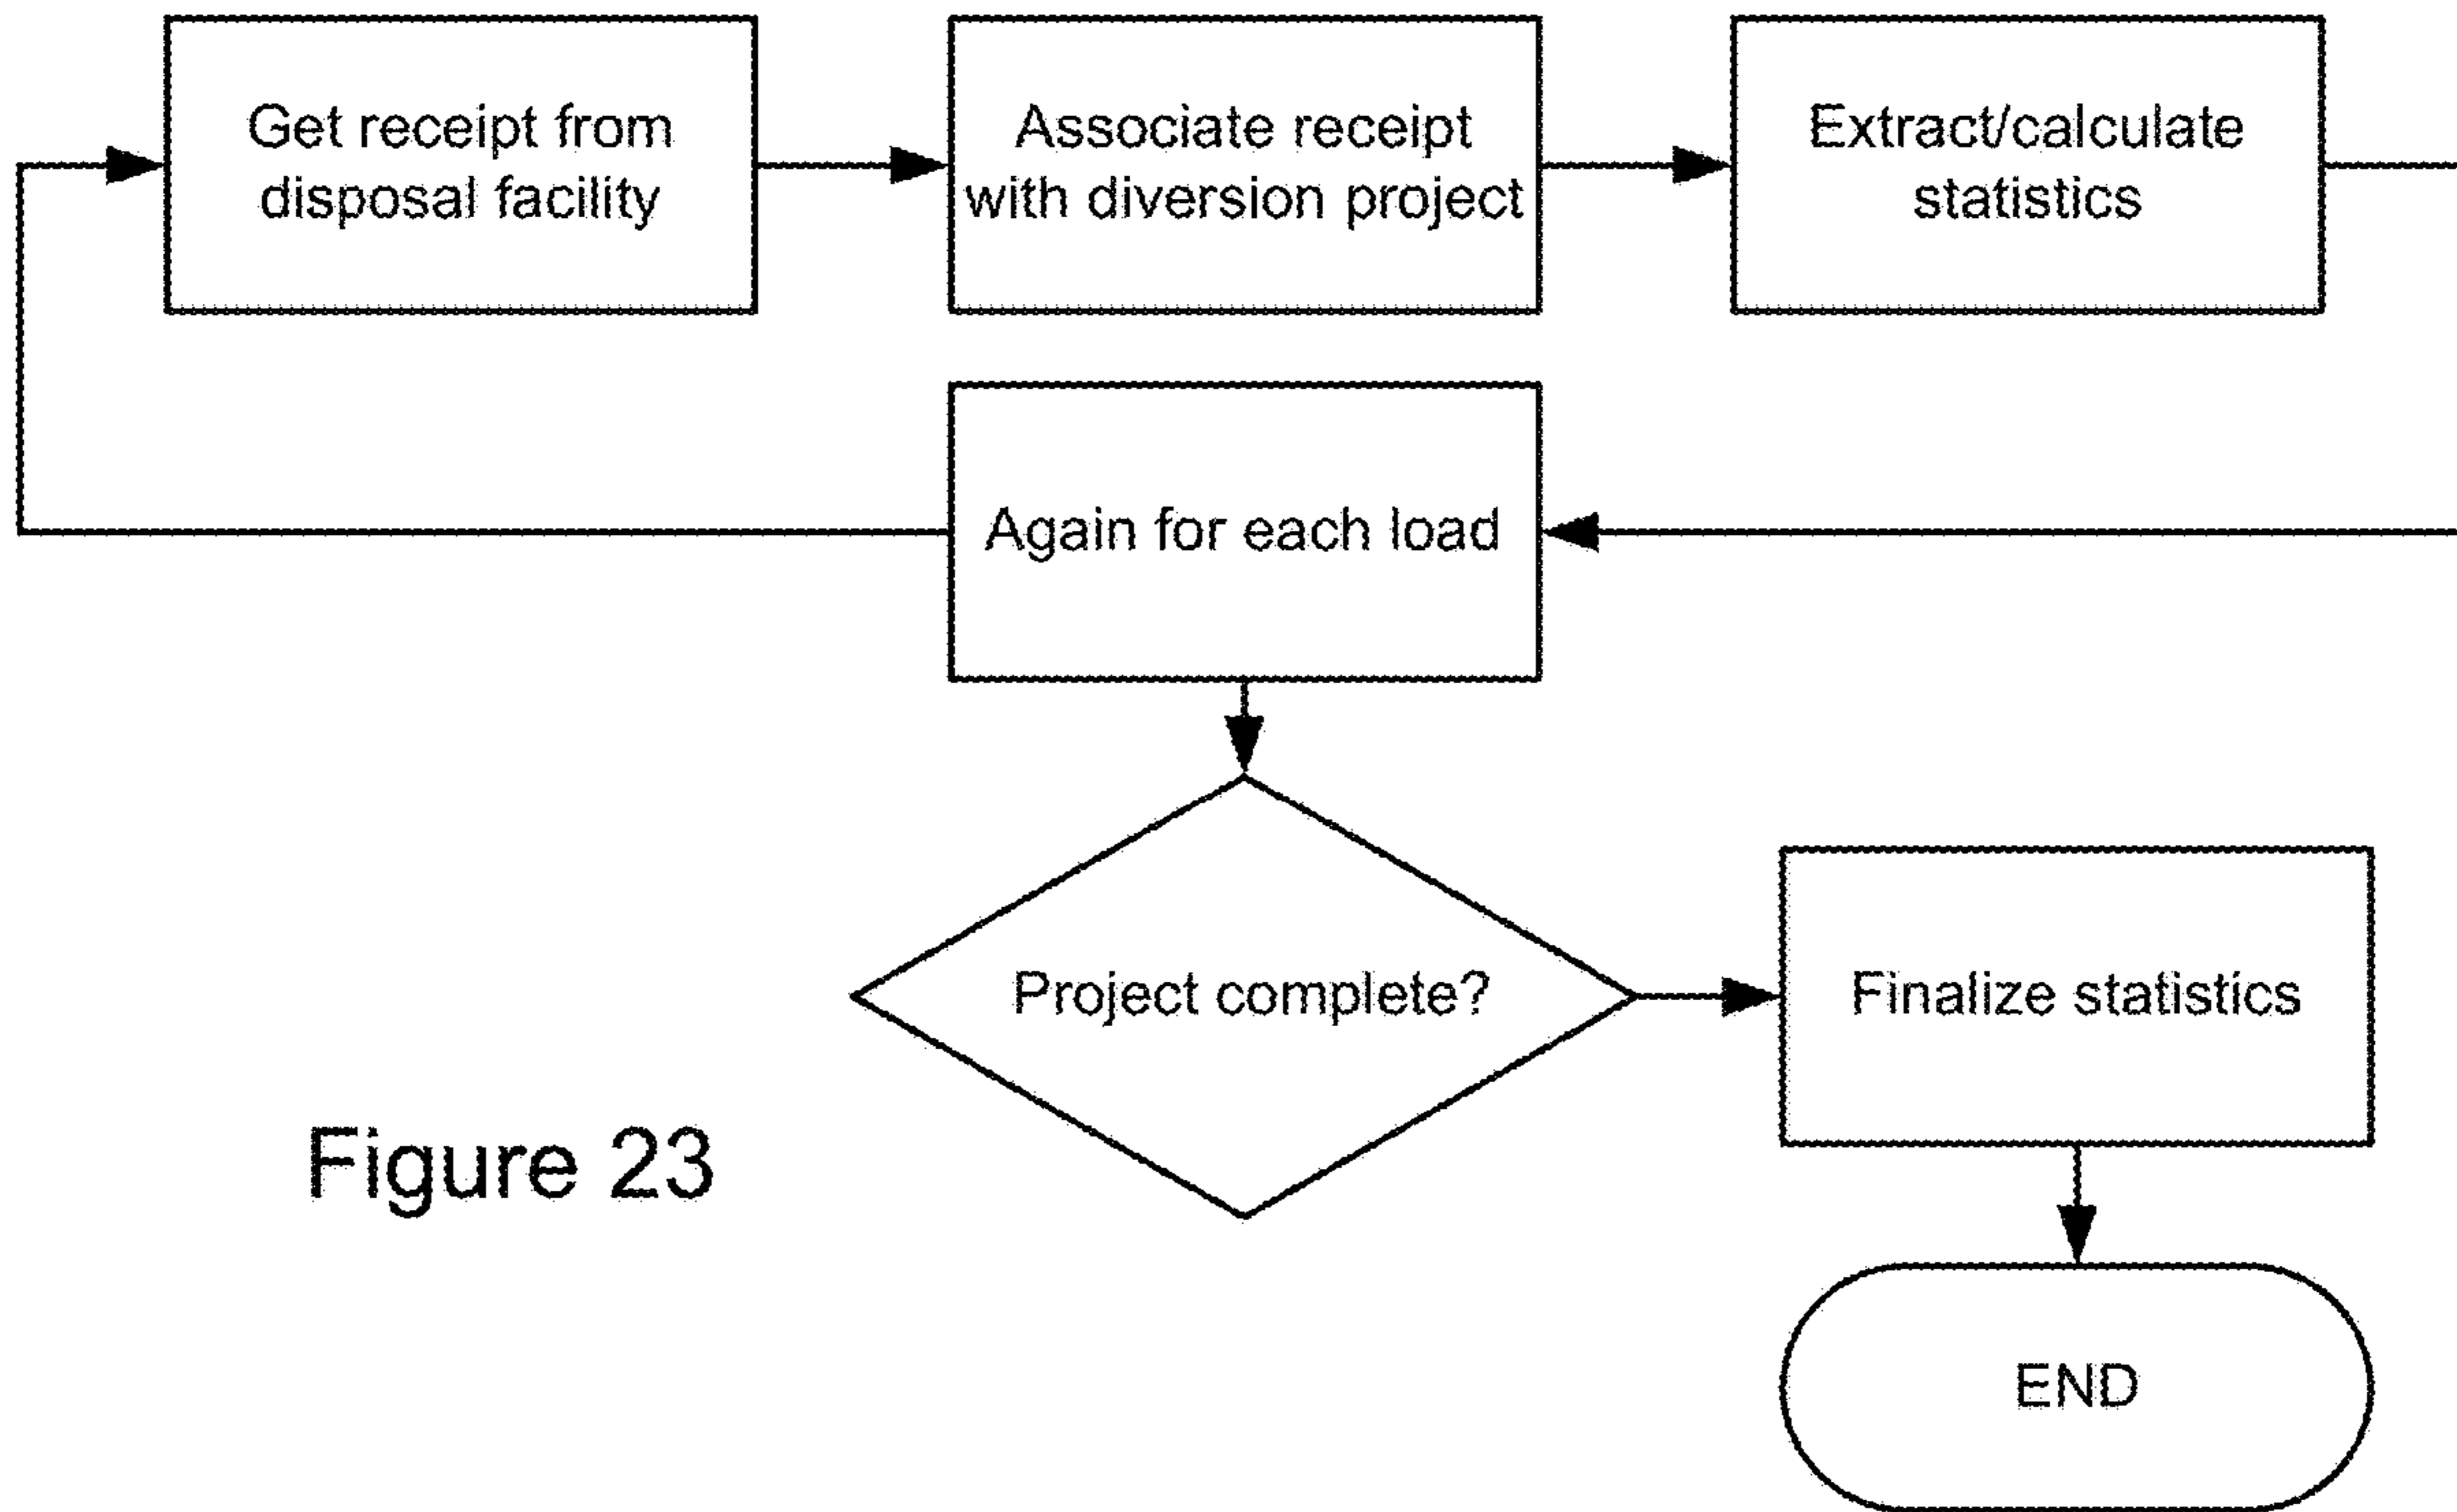 Get receipt from
disposal facility
Associate receipt
with diversion project
Extract/calculate
statistics
Again for each load
Project complete?
Finalize statistics
Figure 23
END